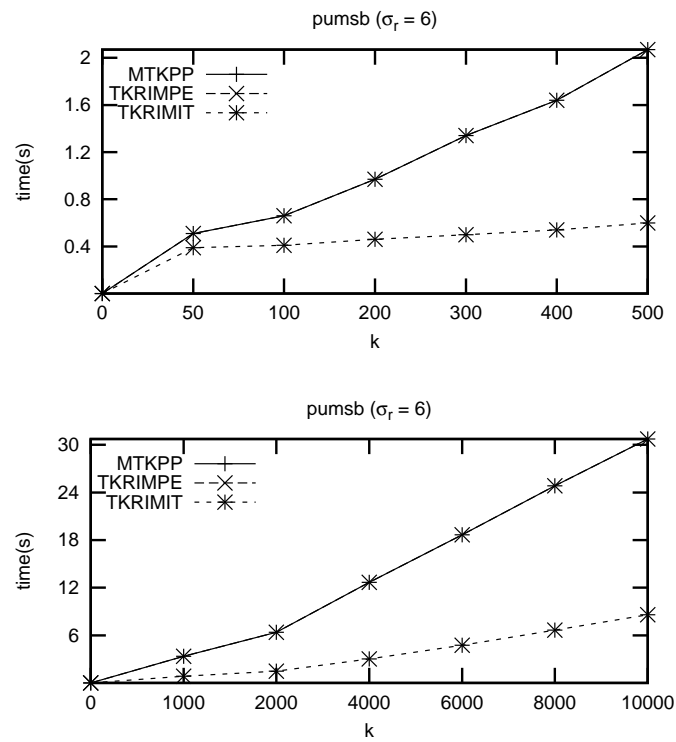 pumsb (σr = 6)
2
1.6
1.2
0.8
0.4
time(s)
MTKPP
TKRIMPE
TKRIMIT
0 50 100 200 300 400 500
k
pumsb (σr = 6)
30
24
18
12
6
time(s)
MTKPP
TKRIMPE
TKRIMIT
0 1000 2000 4000 6000 8000 10000
k